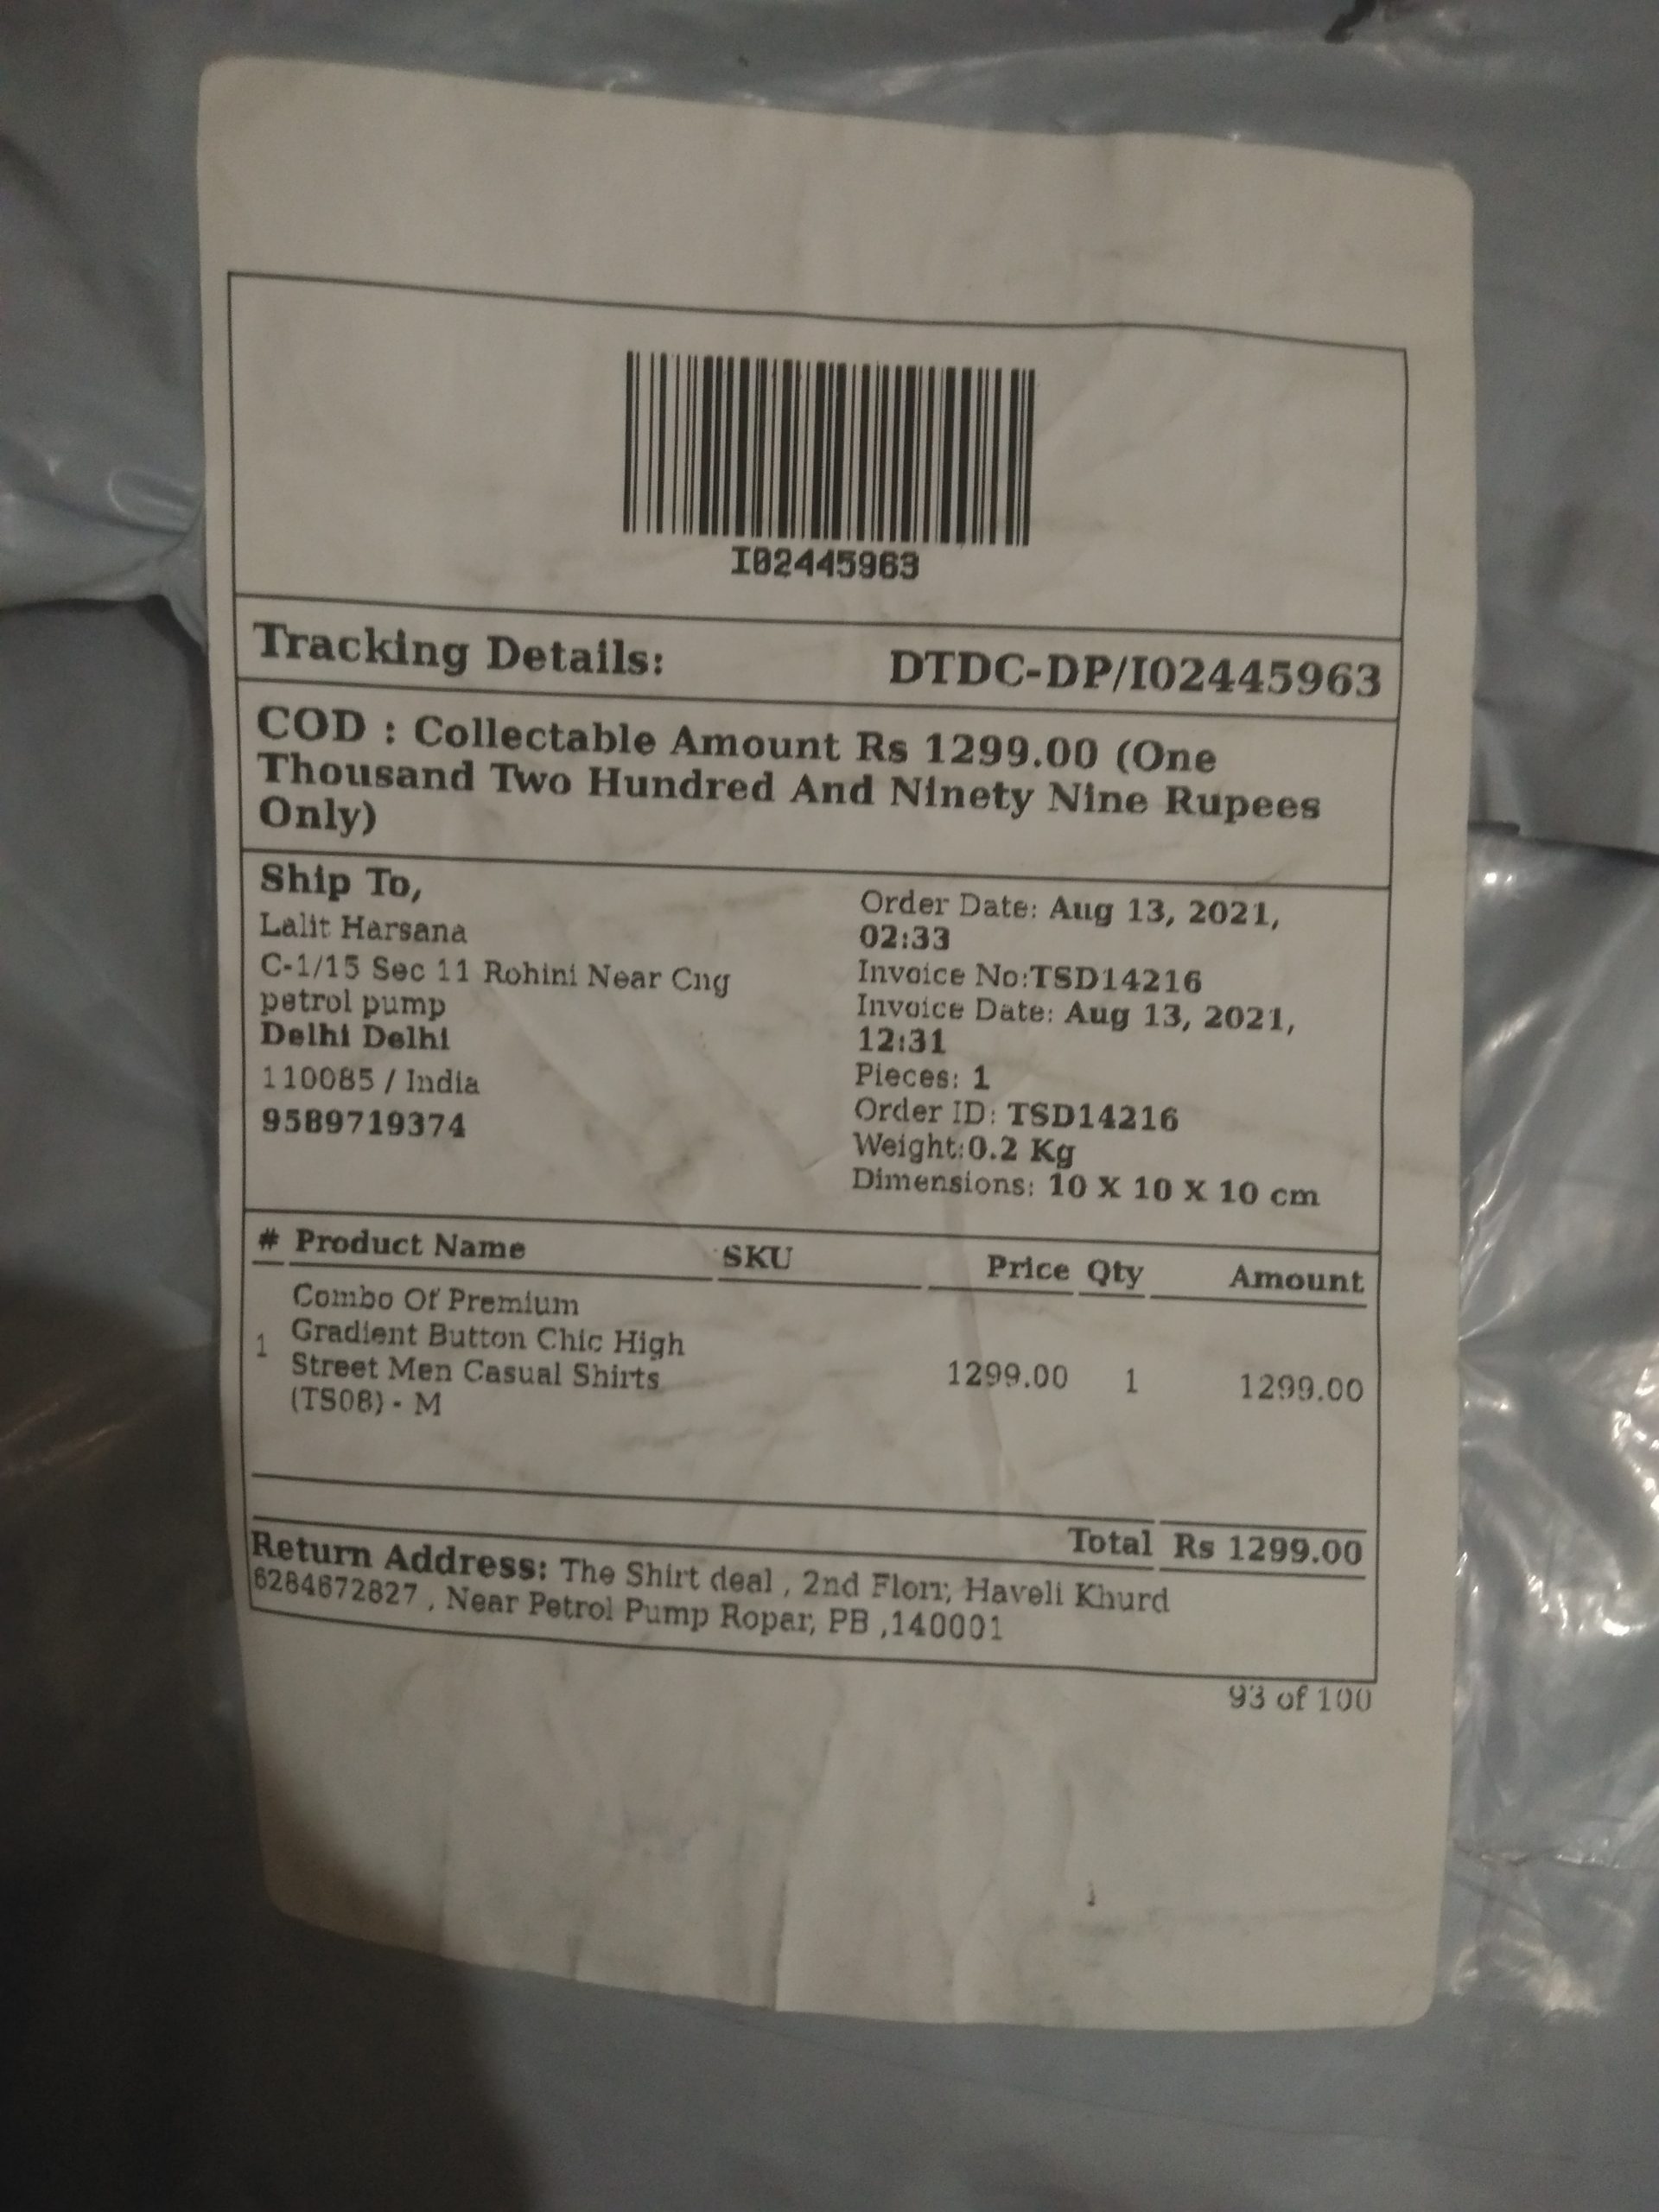 I02445963
Tracking Details: DTDC-DP/I02445963
COD : Collectable Amount Rs 1299.00 (One
Thousand Two Hundred And Ninety Nine Rupees
Only)
Ship To,
Lalit Harsana
C-1/15 Sec 11 Rohini Near Cng
petrol pump
Delhi Delhi
110085 / India
9589719374
Order Date: Aug 13, 2021,
02:33
Invoice No:TSD14216
Invoice Date: Aug 13, 2021,
12:31
Pieces: 1
Order ID: TSD14216
Weight:0.2 Kg
Dimensions: 10 X 10 X 10 cm
# Product Name SKU Price Qty Amount
Combo Of Premium
Gradient Button Chic High
1 Street Men Casual Shirts 1299.00 1 1299.00
(TS08) - M
Total Rs 1299.00
Return Address: The Shirt deal , 2nd Florr, Haveli Khurd
6284672827 , Near Petrol Pump Ropar, PB ,140001
93 of 100